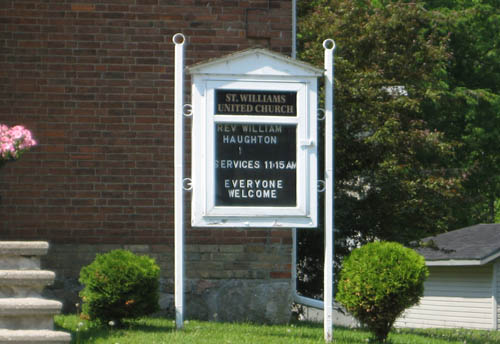 ST. WILLIAMS
UNITED CHURCH
REV WILLIAM
HAUGHTON
SERVICES 11:15 AM
EVERYONE
WELCOME